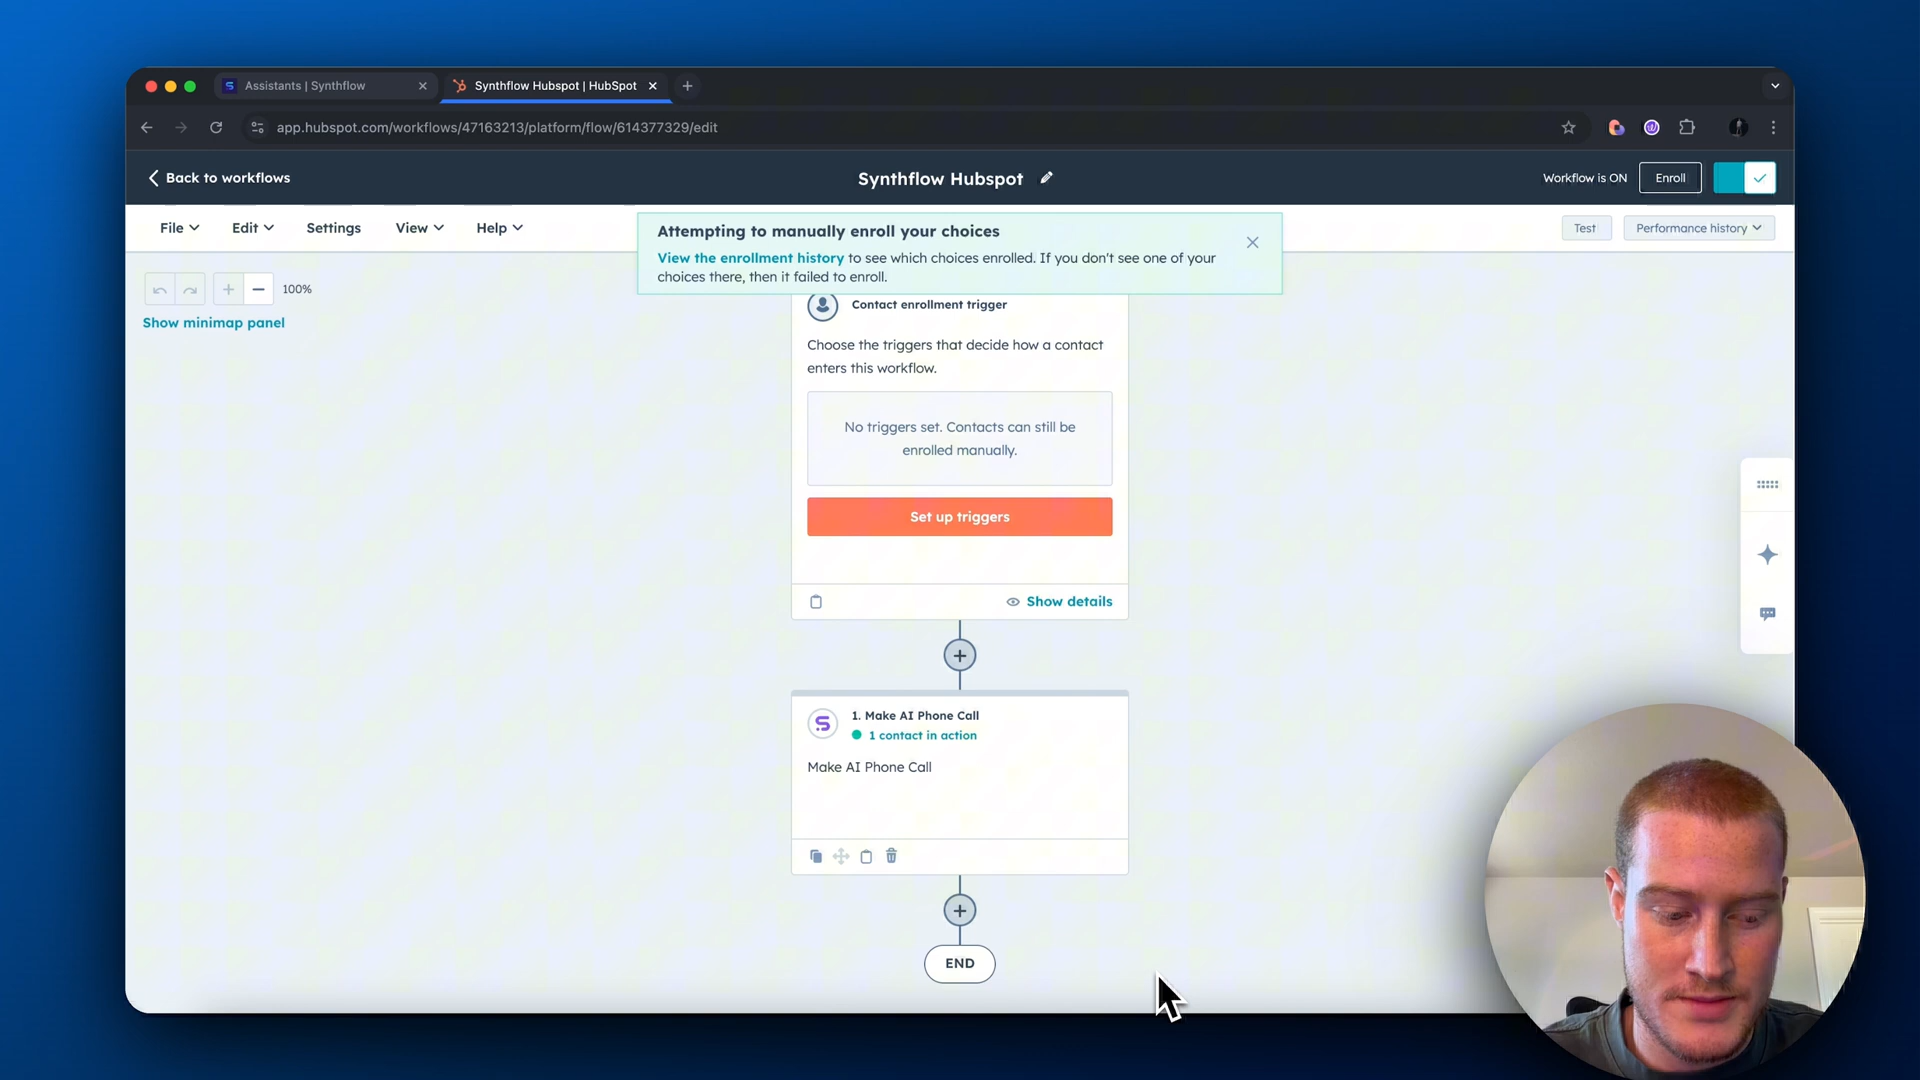 Assistants | Synthflow
Synthflow Hubspot | HubSpot
app.hubspot.com/workflows/47163213/platform/flow/614377329/edit
Back to workflows
Synthflow Hubspot
Workflow is ON
Enroll
File
Edit
Settings
View
Help
Test
Performance history
Attempting to manually enroll your choices
View the enrollment history to see which choices enrolled. If you don't see one of your
choices there, then it failed to enroll.
100%
Show minimap panel
Contact enrollment trigger
Choose the triggers that decide how a contact
enters this workflow.
No triggers set. Contacts can still be
enrolled manually.
Set up triggers
Show details
1. Make AI Phone Call
1 contact in action
Make AI Phone Call
END